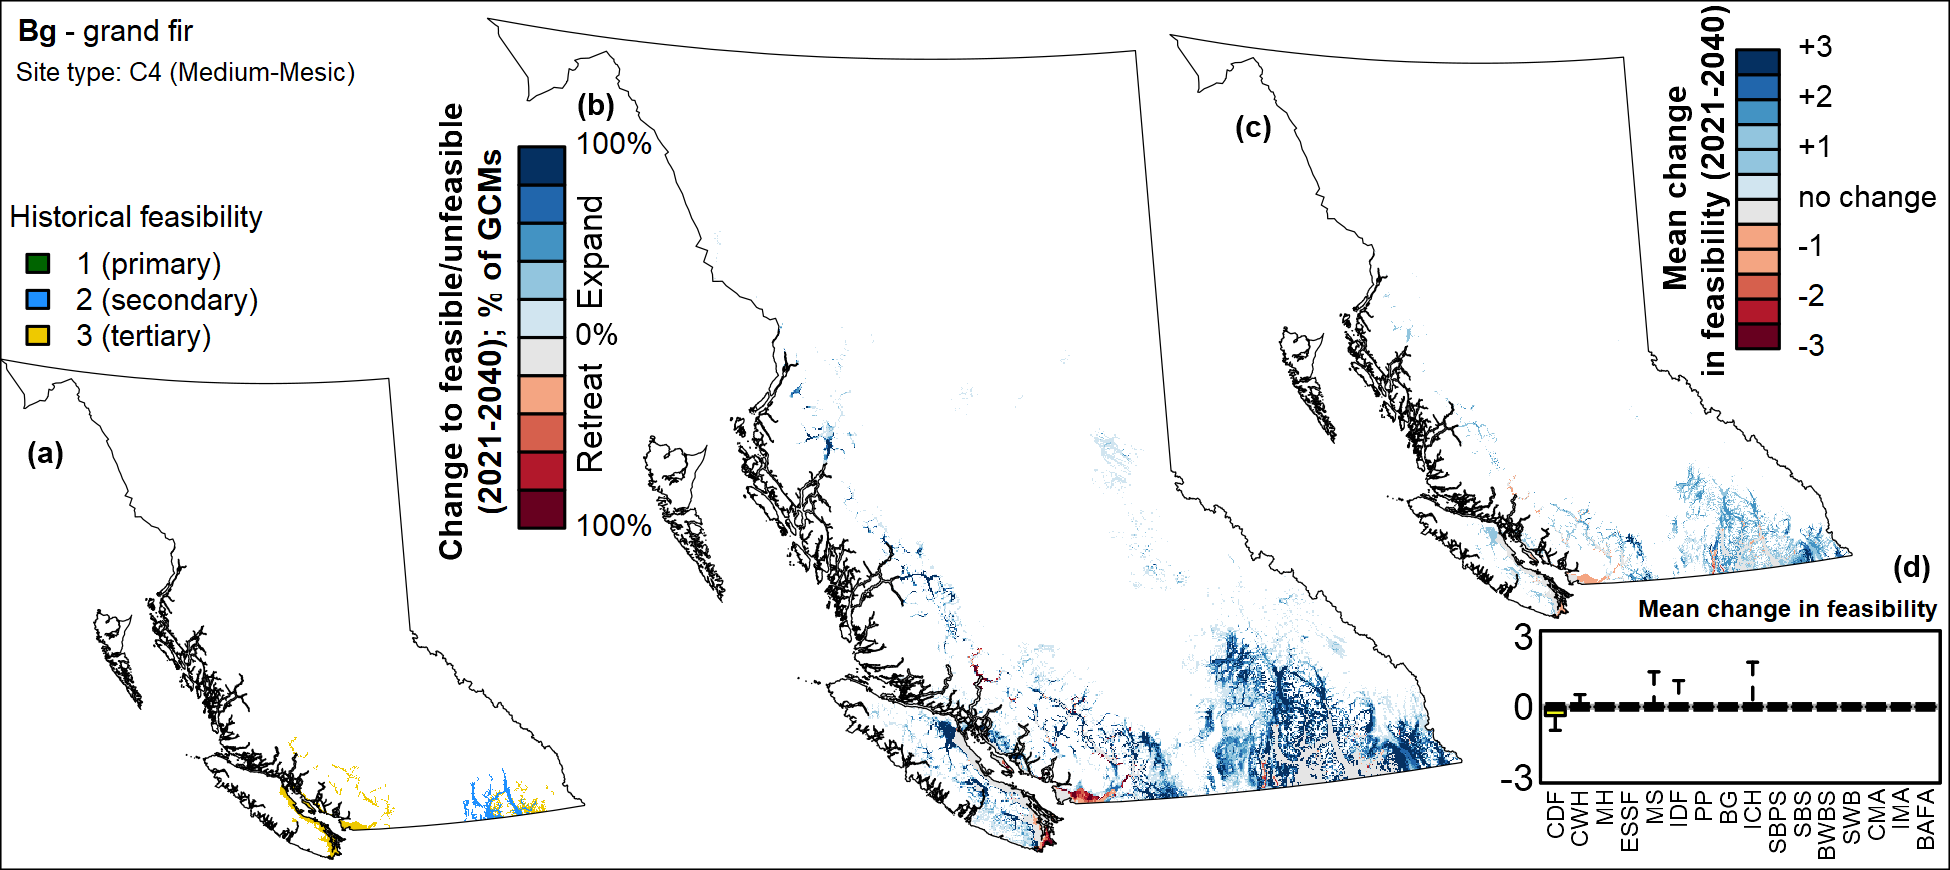 Bg - grand fir
Site type: C4 (Medium-Mesic)
Historical feasibility
1 (primary)
2 (secondary)
3 (tertiary)
(a)
(b)
Change to feasible/unfeasible
(2021-2040); % of GCMs
100%
Expand
0%
Retreat
100%
(c)
Mean change
in feasibility (2021-2040)
+3
+2
+1
no change
-1
-2
-3
(d)
Mean change in feasibility
3
0
-3
CDF
CWH
MH
ESSF
MS
IDF
PP
BG
ICH
SBPS
SBS
BWBS
SWB
CMA
IMA
BAFA